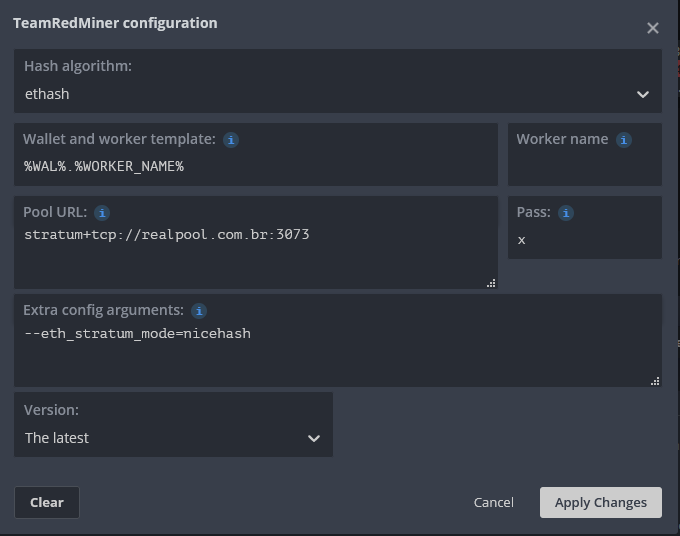 TeamRedMiner configuration
Hash algorithm:
ethash
Wallet and worker template:
%WAL%.%WORKER_NAME%
Worker name
Pool URL:
stratum+tcp://realpool.com.br:3073
Pass:
x
Extra config arguments:
--eth_stratum_mode=nicehash
Version:
The latest
Clear
Cancel
Apply Changes